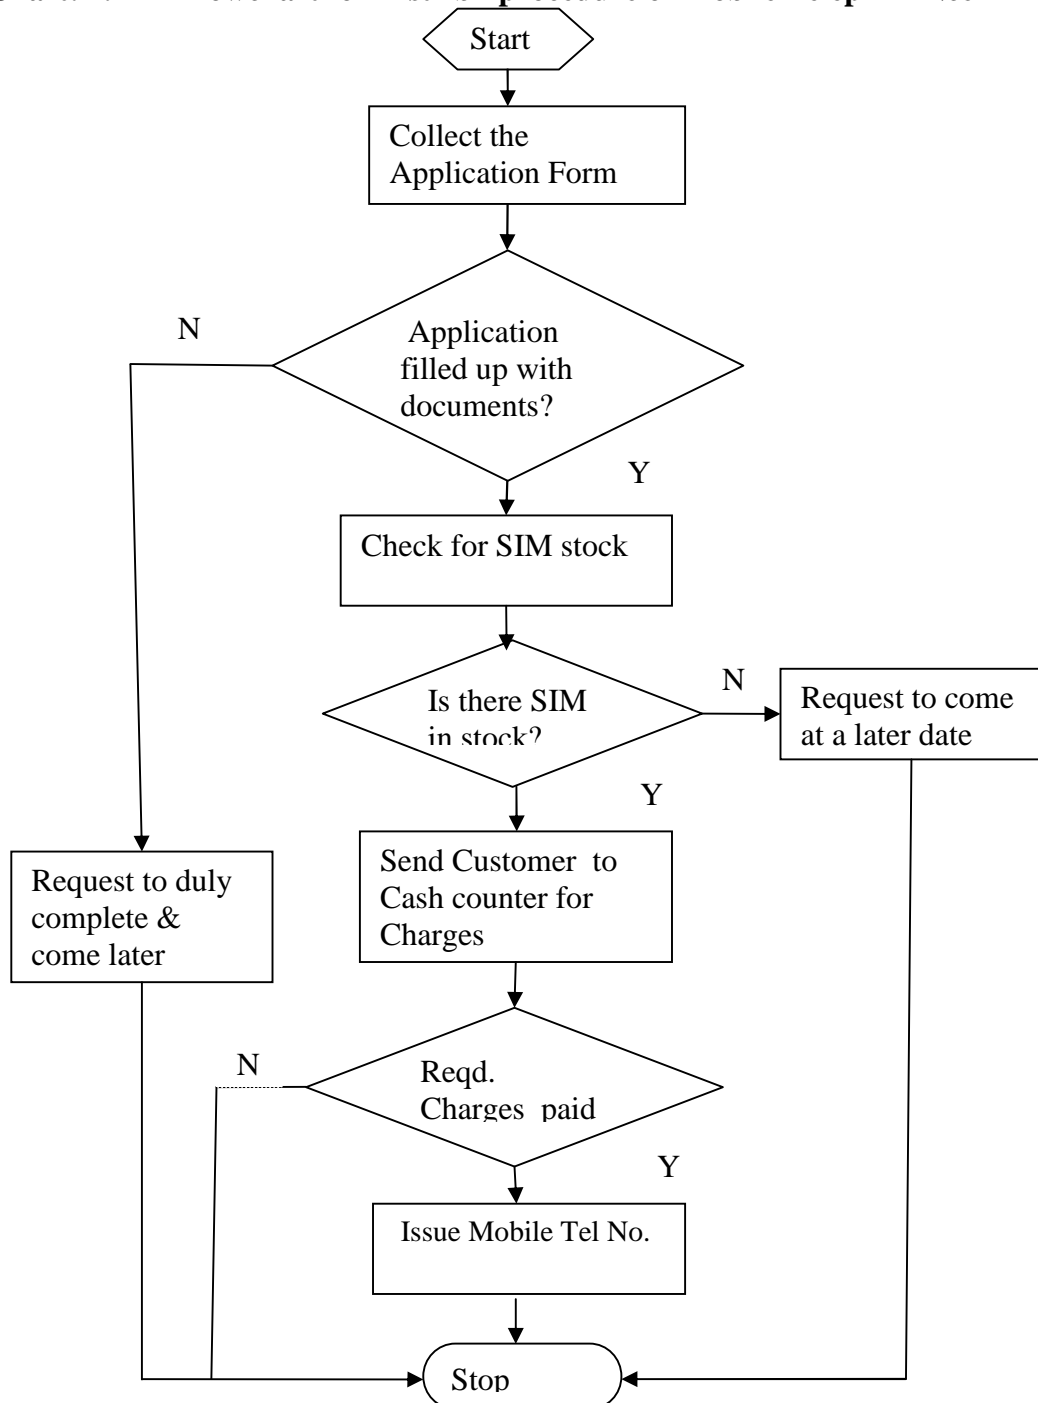 Start
Collect the
Application Form
N
Application
filled up with
documents?
Y
Check for SIM stock
Is there SIM
in stock?
N
Request to come
at a later date
Y
Send Customer to
Cash counter for
Charges
Request to duly
complete &
come later
N
Reqd.
Charges paid
Y
Issue Mobile Tel No.
Stop